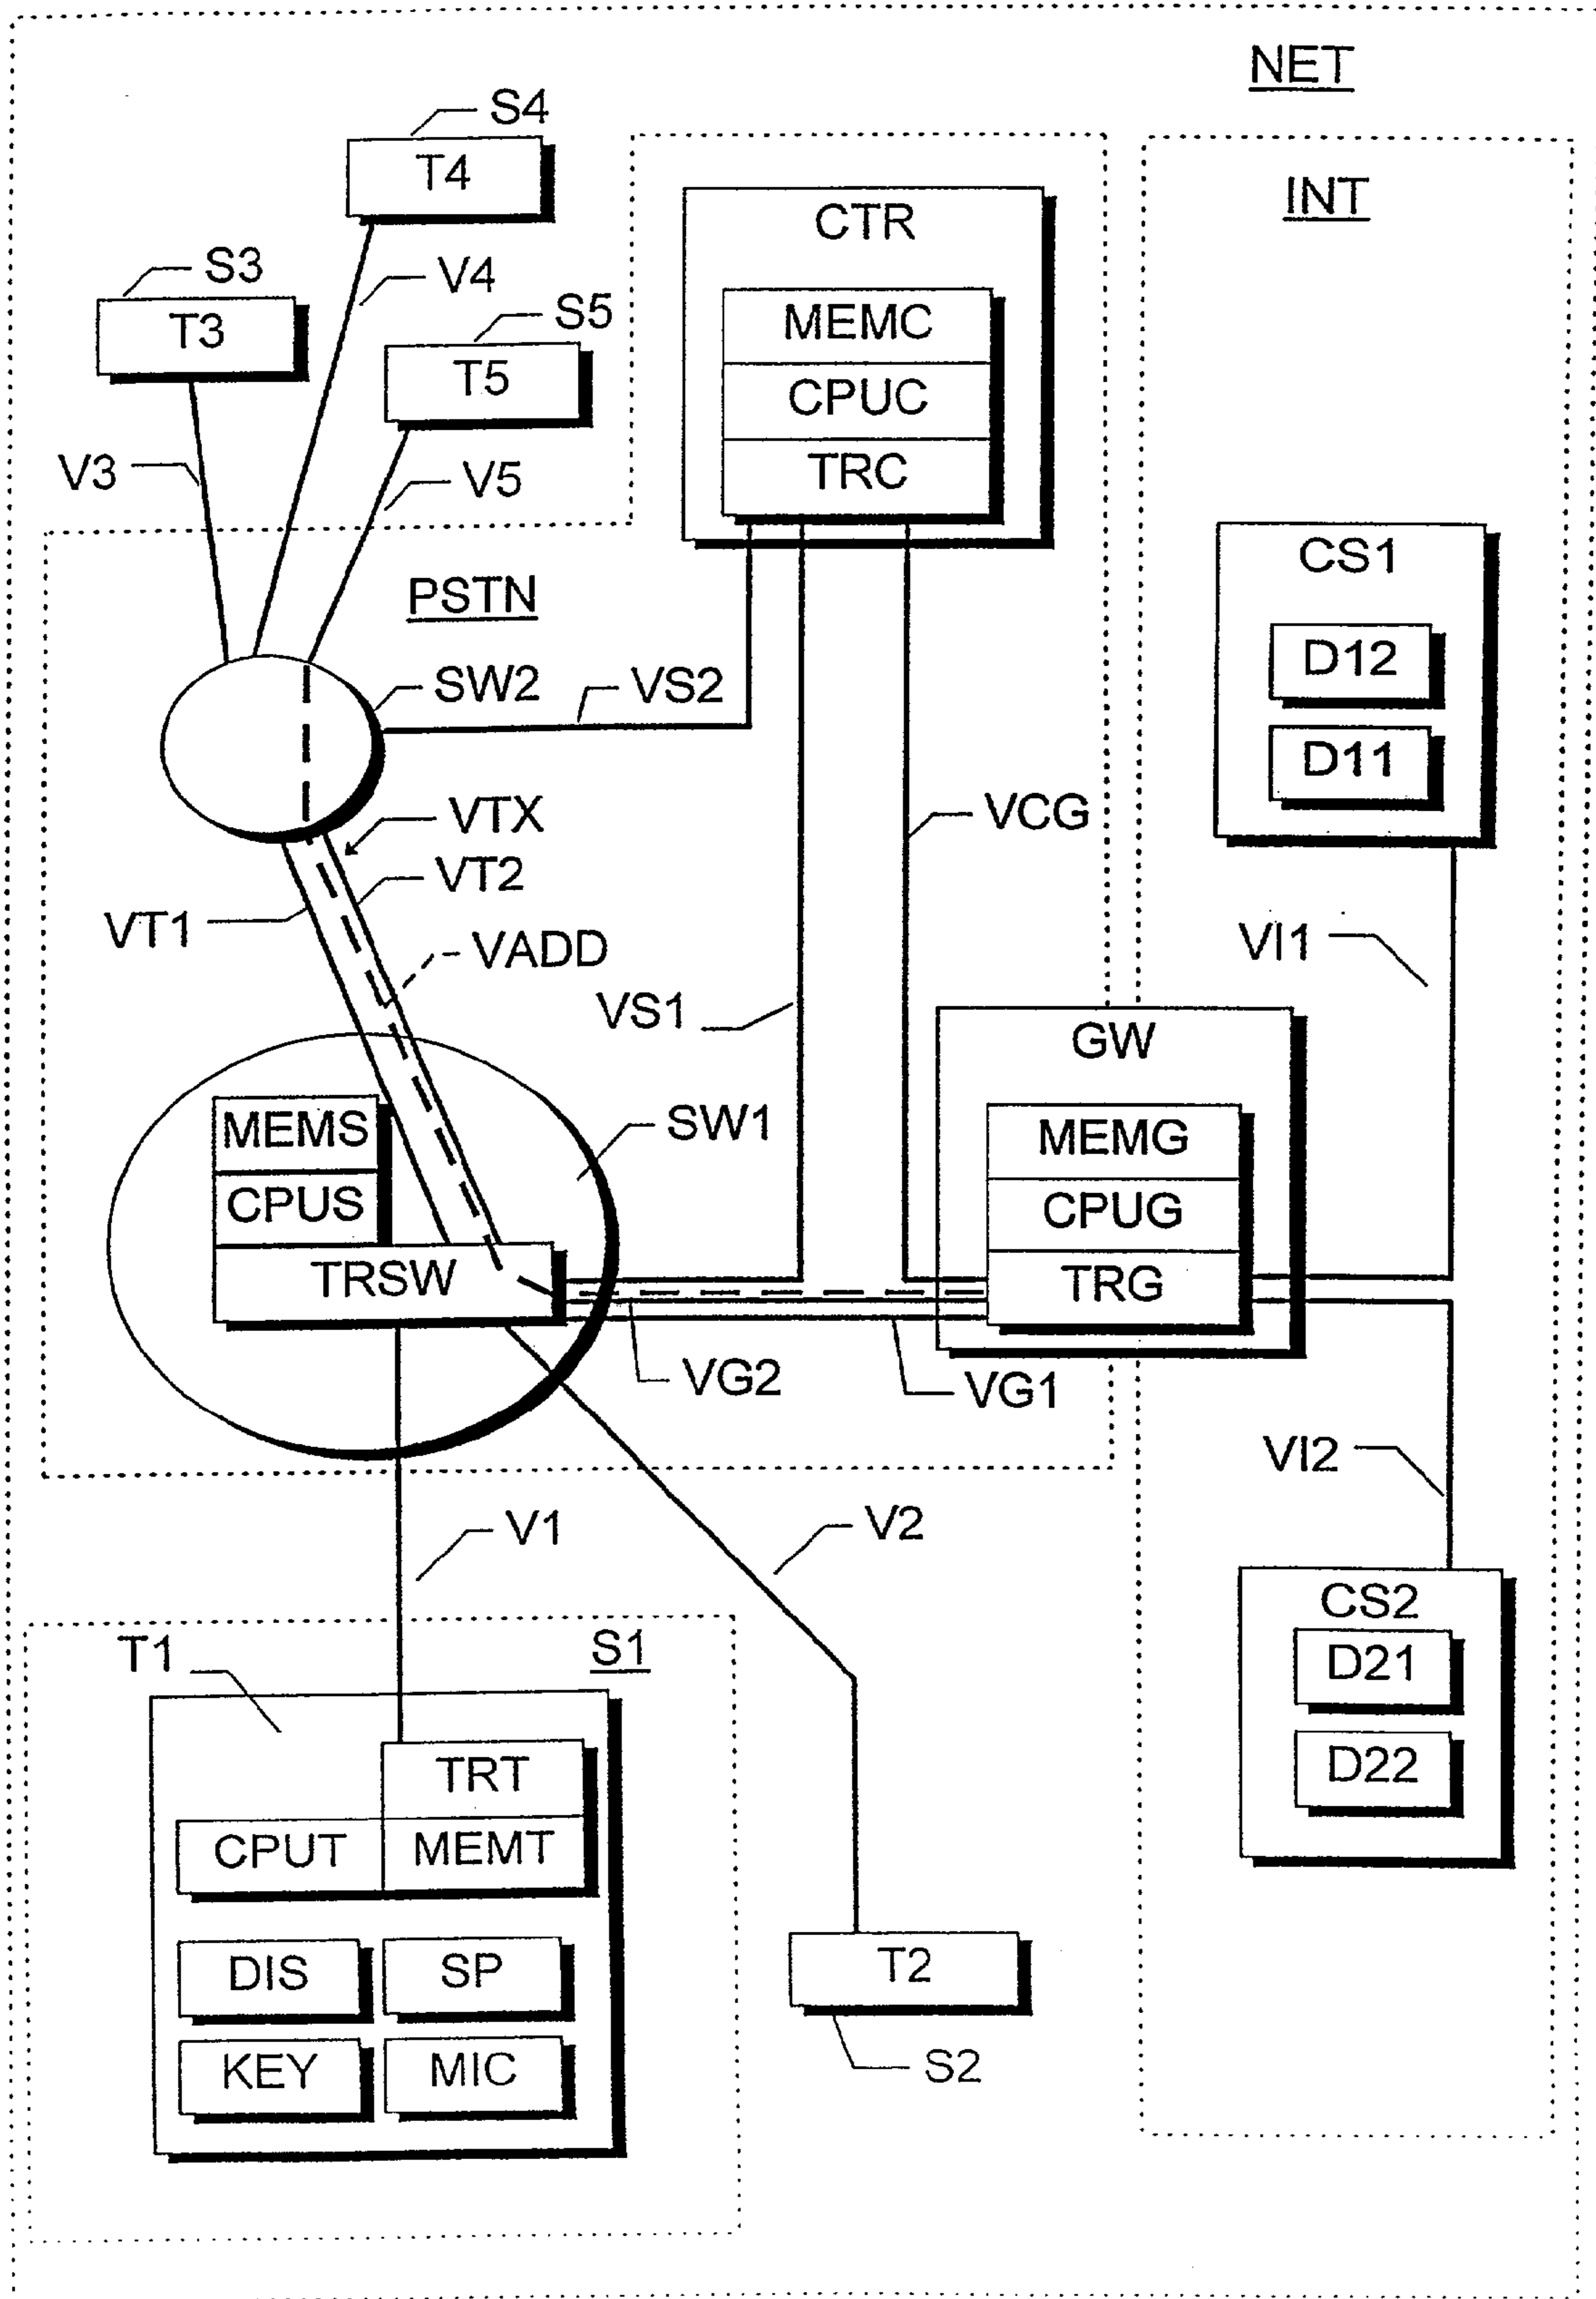 NET
S4
T4
INT
CTR
S3
V4
T3
S5
MEMC
T5
CPUC
V3
V5
TRC
CS1
PSTN
D12
SW2
VS2
D11
VTX
VCG
VT2
VT1
VADD
VI1
VS1
GW
MEMS
SW1
MEMG
CPUS
CPUG
TRSW
TRG
VG2
VG1
VI2
V1
V2
CS2
T1
S1
D21
TRT
D22
CPUT
MEMT
DIS
SP
T2
KEY
MIC
S2